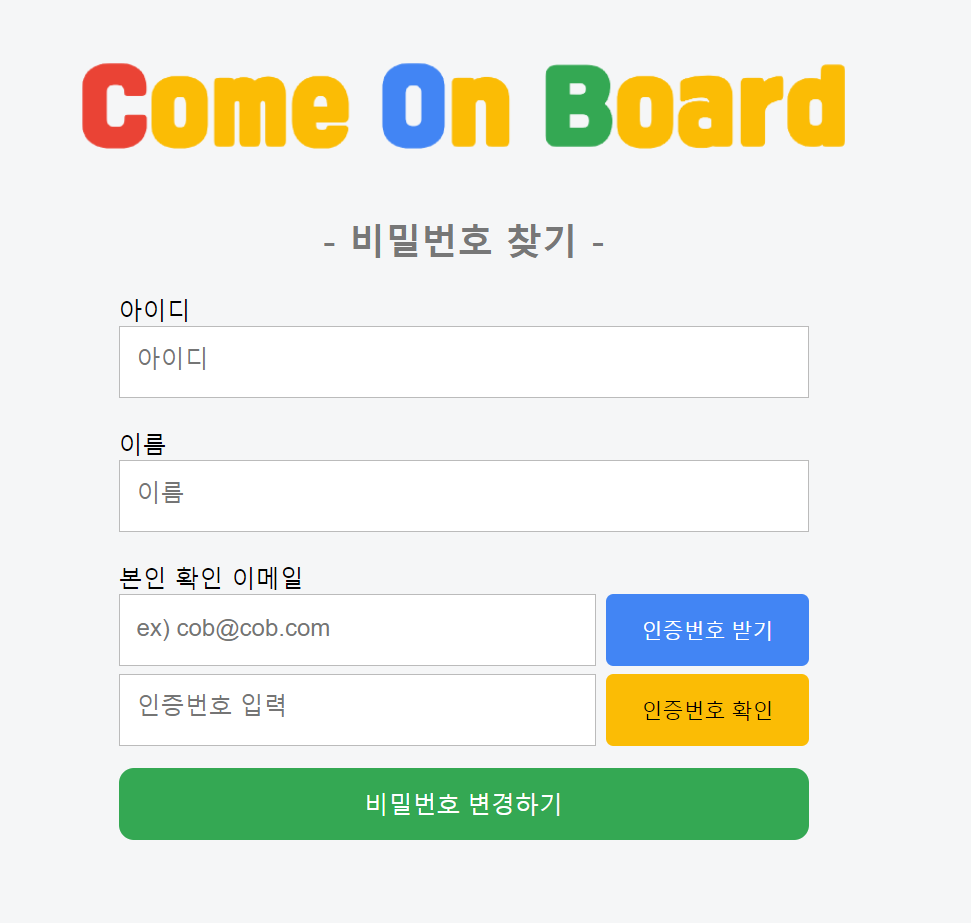 Come On Board
- 비밀번호 찾기 -
아이디
아이디
이름
이름
본인 확인 이메일
ex) cob@cob.com
인증번호 받기
인증번호 입력
인증번호 확인
비밀번호 변경하기